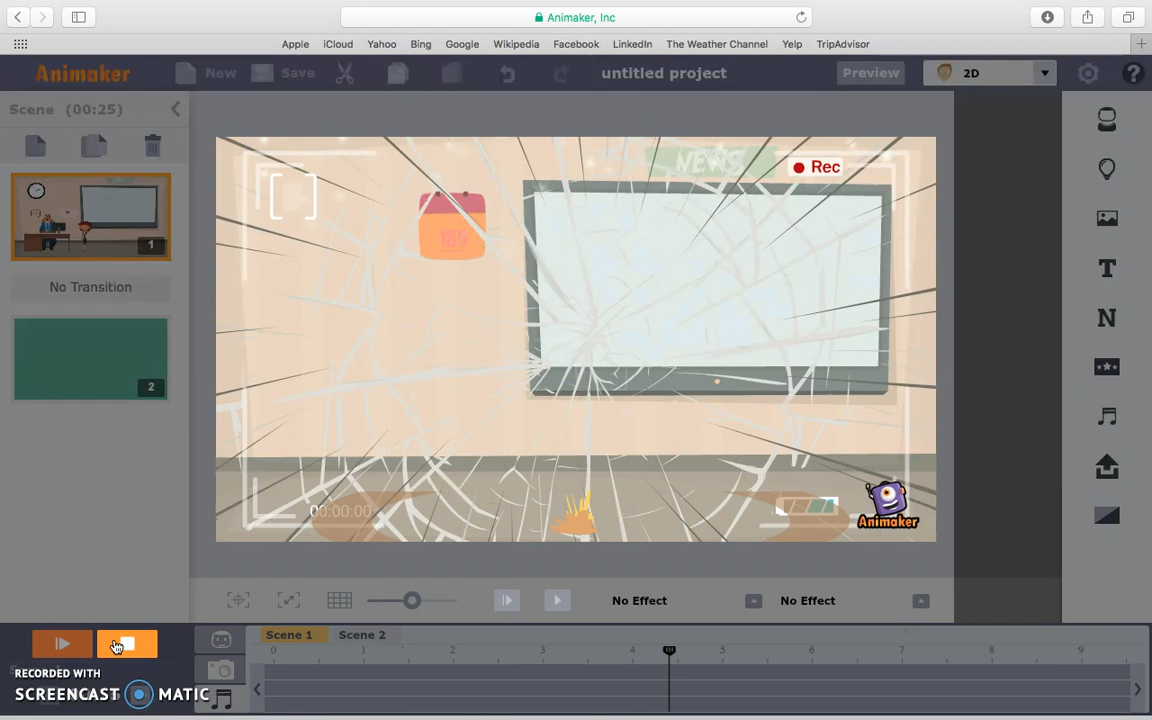 Animaker, Inc
Apple iCloud Yahoo Bing Google Wikipedia Facebook LinkedIn The Weather Channel Yelp TripAdvisor
Animaker New Save untitled project Preview 2D ?
Scene (00:25)
NEWS
Rec
1
No Transition
2
00:00:00
Animaker
T
N
No Effect No Effect
Scene 1 Scene 2
0 1 2 3 4 5 6 7 8 9
RECORDED WITH
SCREENCAST MATIC